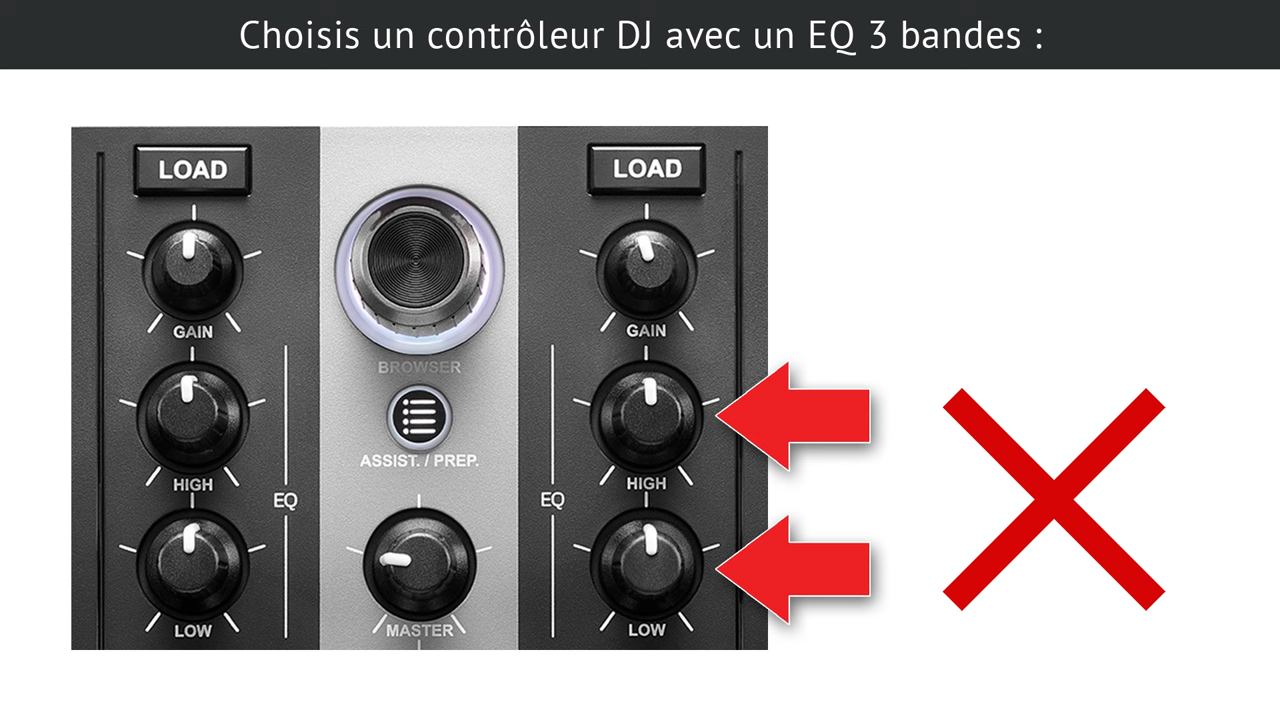 Choisis un contrôleur DJ avec un EQ 3 bandes :
LOAD
LOAD
GAIN
GAIN
BROWSER
ASSIST. / PREP.
HIGH
HIGH
EQ
EQ
LOW
MASTER
LOW